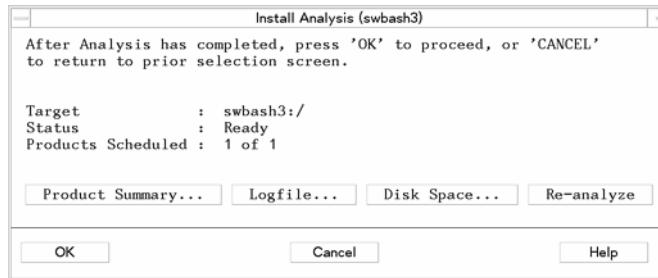 Install Analysis (swbash3)
After Analysis has completed, press 'OK' to proceed, or 'CANCEL'
to return to prior selection screen.
Target : swbash3:/
Status : Ready
Products Scheduled : 1 of 1
Product Summary... Logfile... Disk Space... Re-analyze
OK Cancel Help